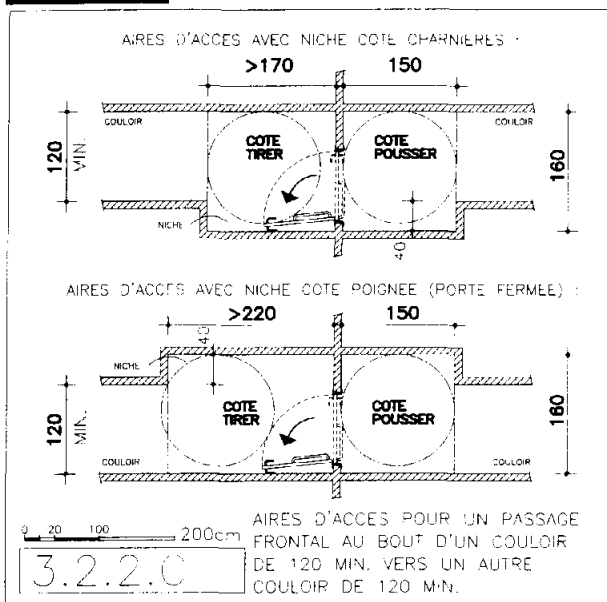 AIRES D'ACCES AVEC NICHE COTE CHARNIERES :
>170 150
COULOIR COULOIR
COTE TIRER
COTE POUSSER
120 MIN.
160
NICHE
40
AIRES D'ACCES AVEC NICHE COTE POIGNEE (PORTE FERMEE) :
>220 150
40
NICHE
COTE TIRER
COTE POUSSER
120 MIN.
160
COULOIR COULOIR
0 20 100 200cm
3.2.2.C
AIRES D'ACCES POUR UN PASSAGE
FRONTAL AU BOUT D'UN COULOIR
DE 120 MIN. VERS UN AUTRE
COULOIR DE 120 MIN.